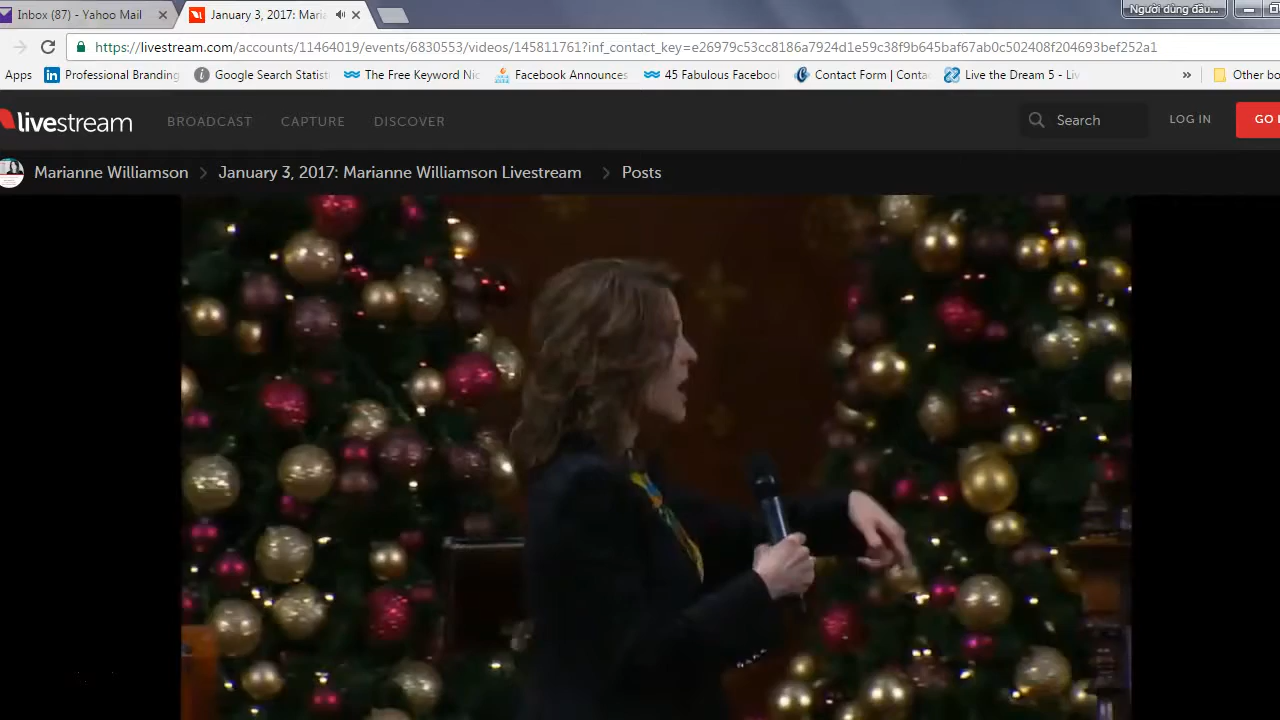 Inbox (87) - Yahoo Mail
January 3, 2017: Maria
Người dùng đầu...
https://livestream.com/accounts/11464019/events/6830553/videos/145811761?inf_contact_key=e26979c53cc8186a7924d1e59c38f9b645baf67ab0c502408f204693bef252a1
Apps Professional Branding Google Search Statist The Free Keyword Nic Facebook Announces 45 Fabulous Faceboo Contact Form | Conta Live the Dream 5 - Liv » Other bo
livestream BROADCAST CAPTURE DISCOVER Search LOG IN GO L
Marianne Williamson > January 3, 2017: Marianne Williamson Livestream > Posts